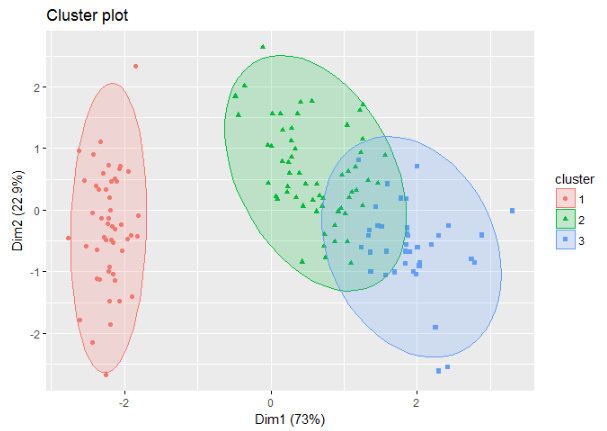 Cluster plot
2
1
0
-1
-2
Dim2 (22.9%)
-2
0
2
Dim1 (73%)
cluster
1
2
3